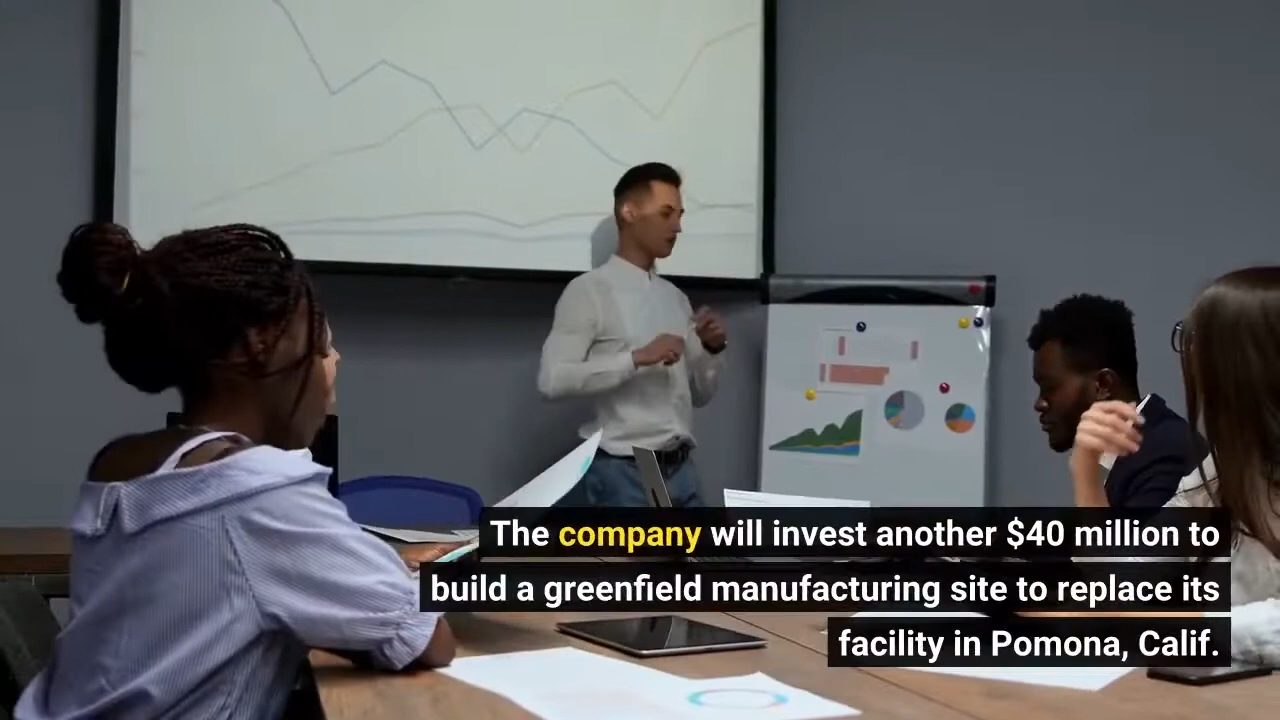 The company will invest another $40 million to
build a greenfield manufacturing site to replace its
facility in Pomona, Calif.